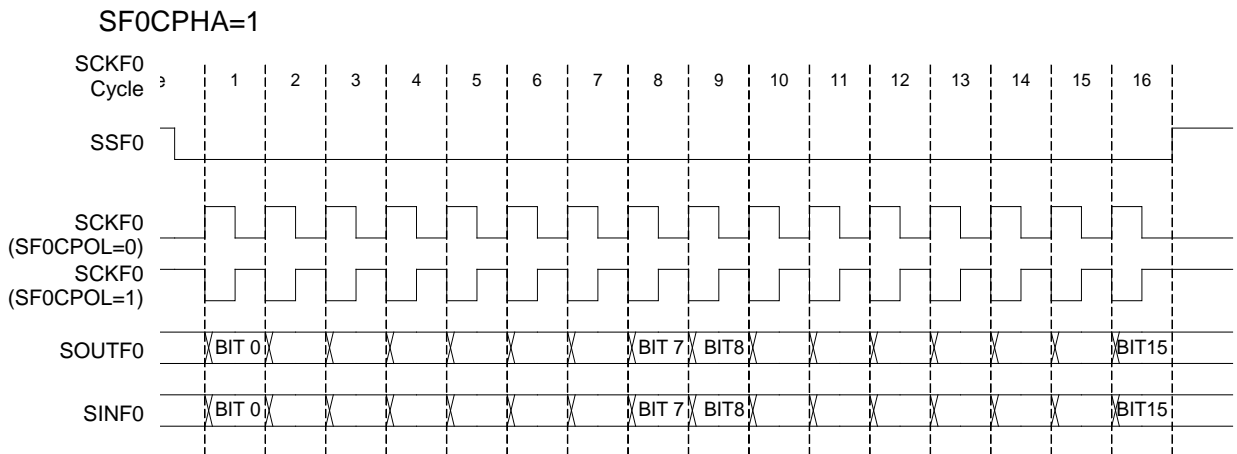 SF0CPHA=1
SCKF0
Cycle
1 2 3 4 5 6 7 8 9 10 11 12 13 14 15 16
SSF0
SCKF0
(SF0CPOL=0)
SCKF0
(SF0CPOL=1)
SOUTF0 BIT 0 BIT 7 BIT8 BIT15
SINF0 BIT 0 BIT 7 BIT8 BIT15